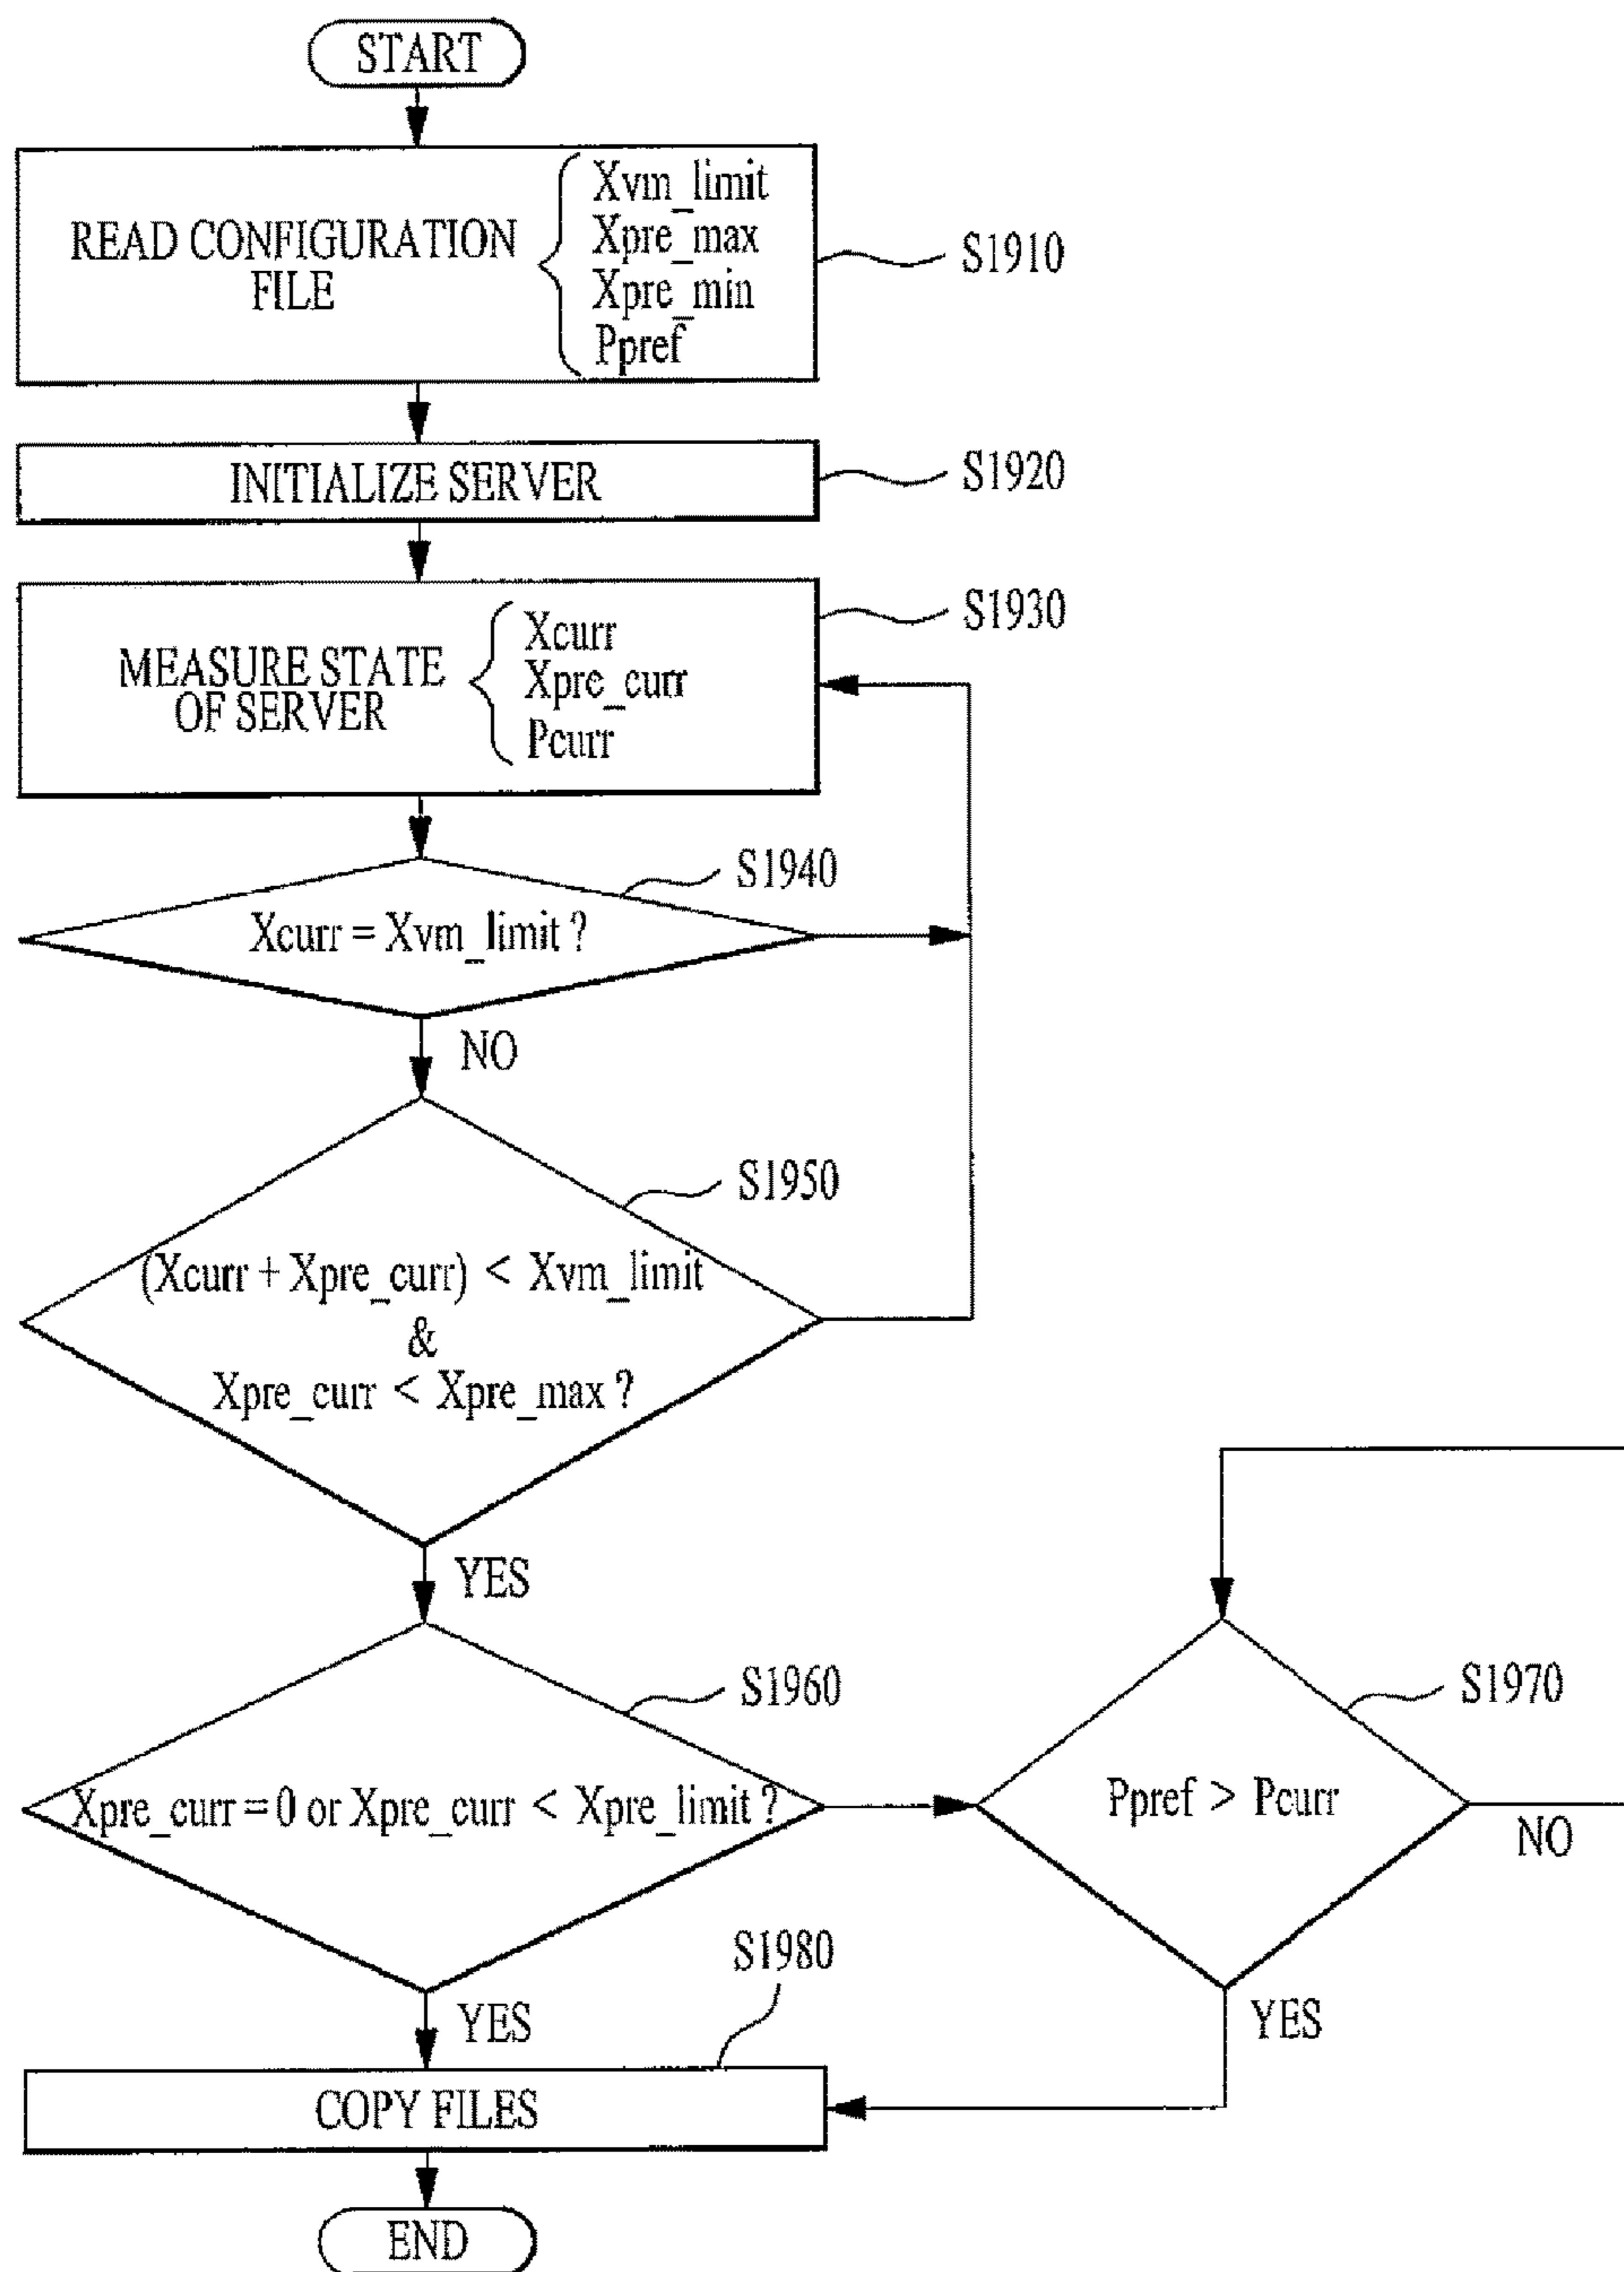 START
READ CONFIGURATION
FILE
Xvm_limit
Xpre_max
Xpre_min
Ppref
S1910
INITIALIZE SERVER
S1920
MEASURE STATE
OF SERVER
Xcurr
Xpre_curr
Pcurr
S1930
S1940
Xcurr = Xvm_limit ?
NO
S1950
(Xcurr + Xpre_curr) < Xvm_limit
&
Xpre_curr < Xpre_max ?
YES
S1960
Xpre_curr = 0 or Xpre_curr < Xpre_limit ?
S1970
Ppref > Pcurr
NO
YES
YES
S1980
COPY FILES
END